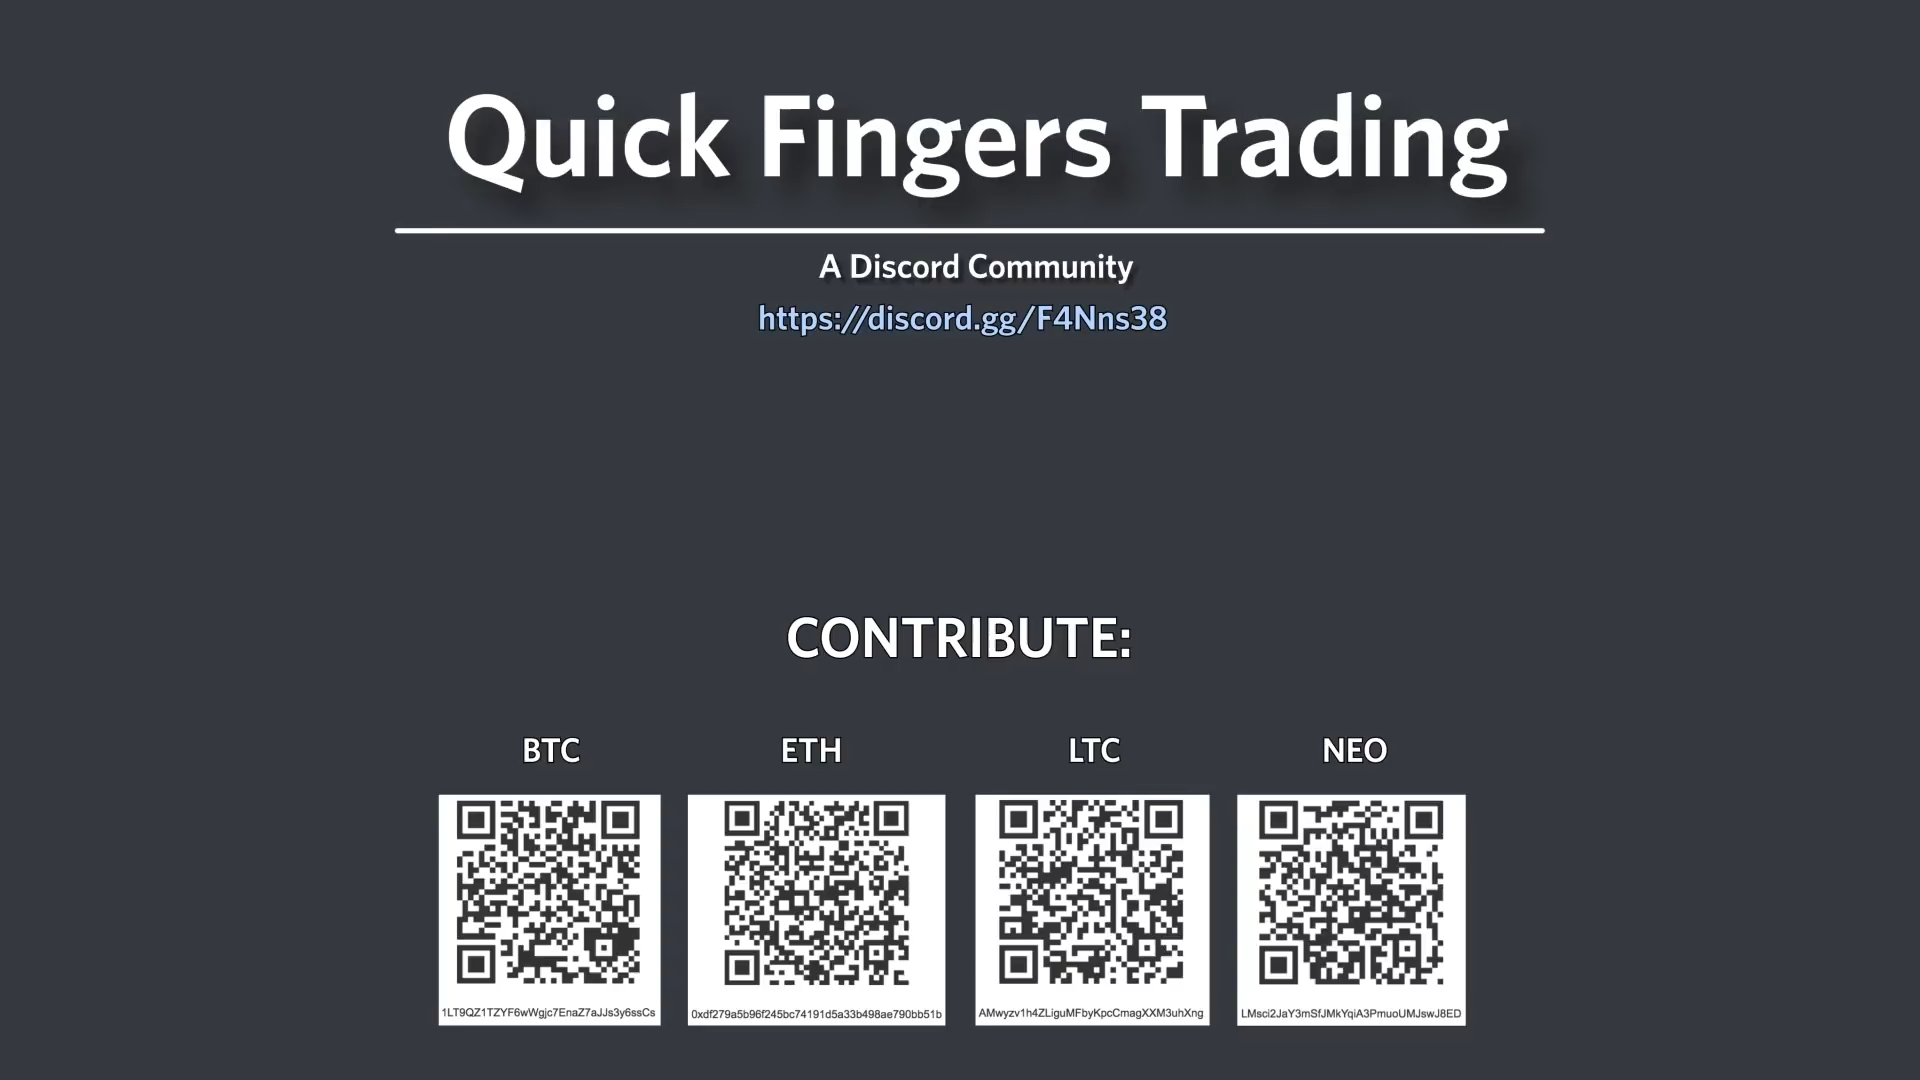 Quick Fingers Trading
A Discord Community
https://discord.gg/F4Nns38
CONTRIBUTE:
BTC ETH LTC NEO
1LT9QZ1TZYF6wWgjc7EnaZ7aJJs3y6ssCs 0xdf279a5b96f245bc74191d5a33b498ae790bb51b AMwyzv1h4ZLiguMFbyKpcCmagXXM3uhXng LMsci2JaY3mSfJMkYqiA3PmuoUMJswJ8ED